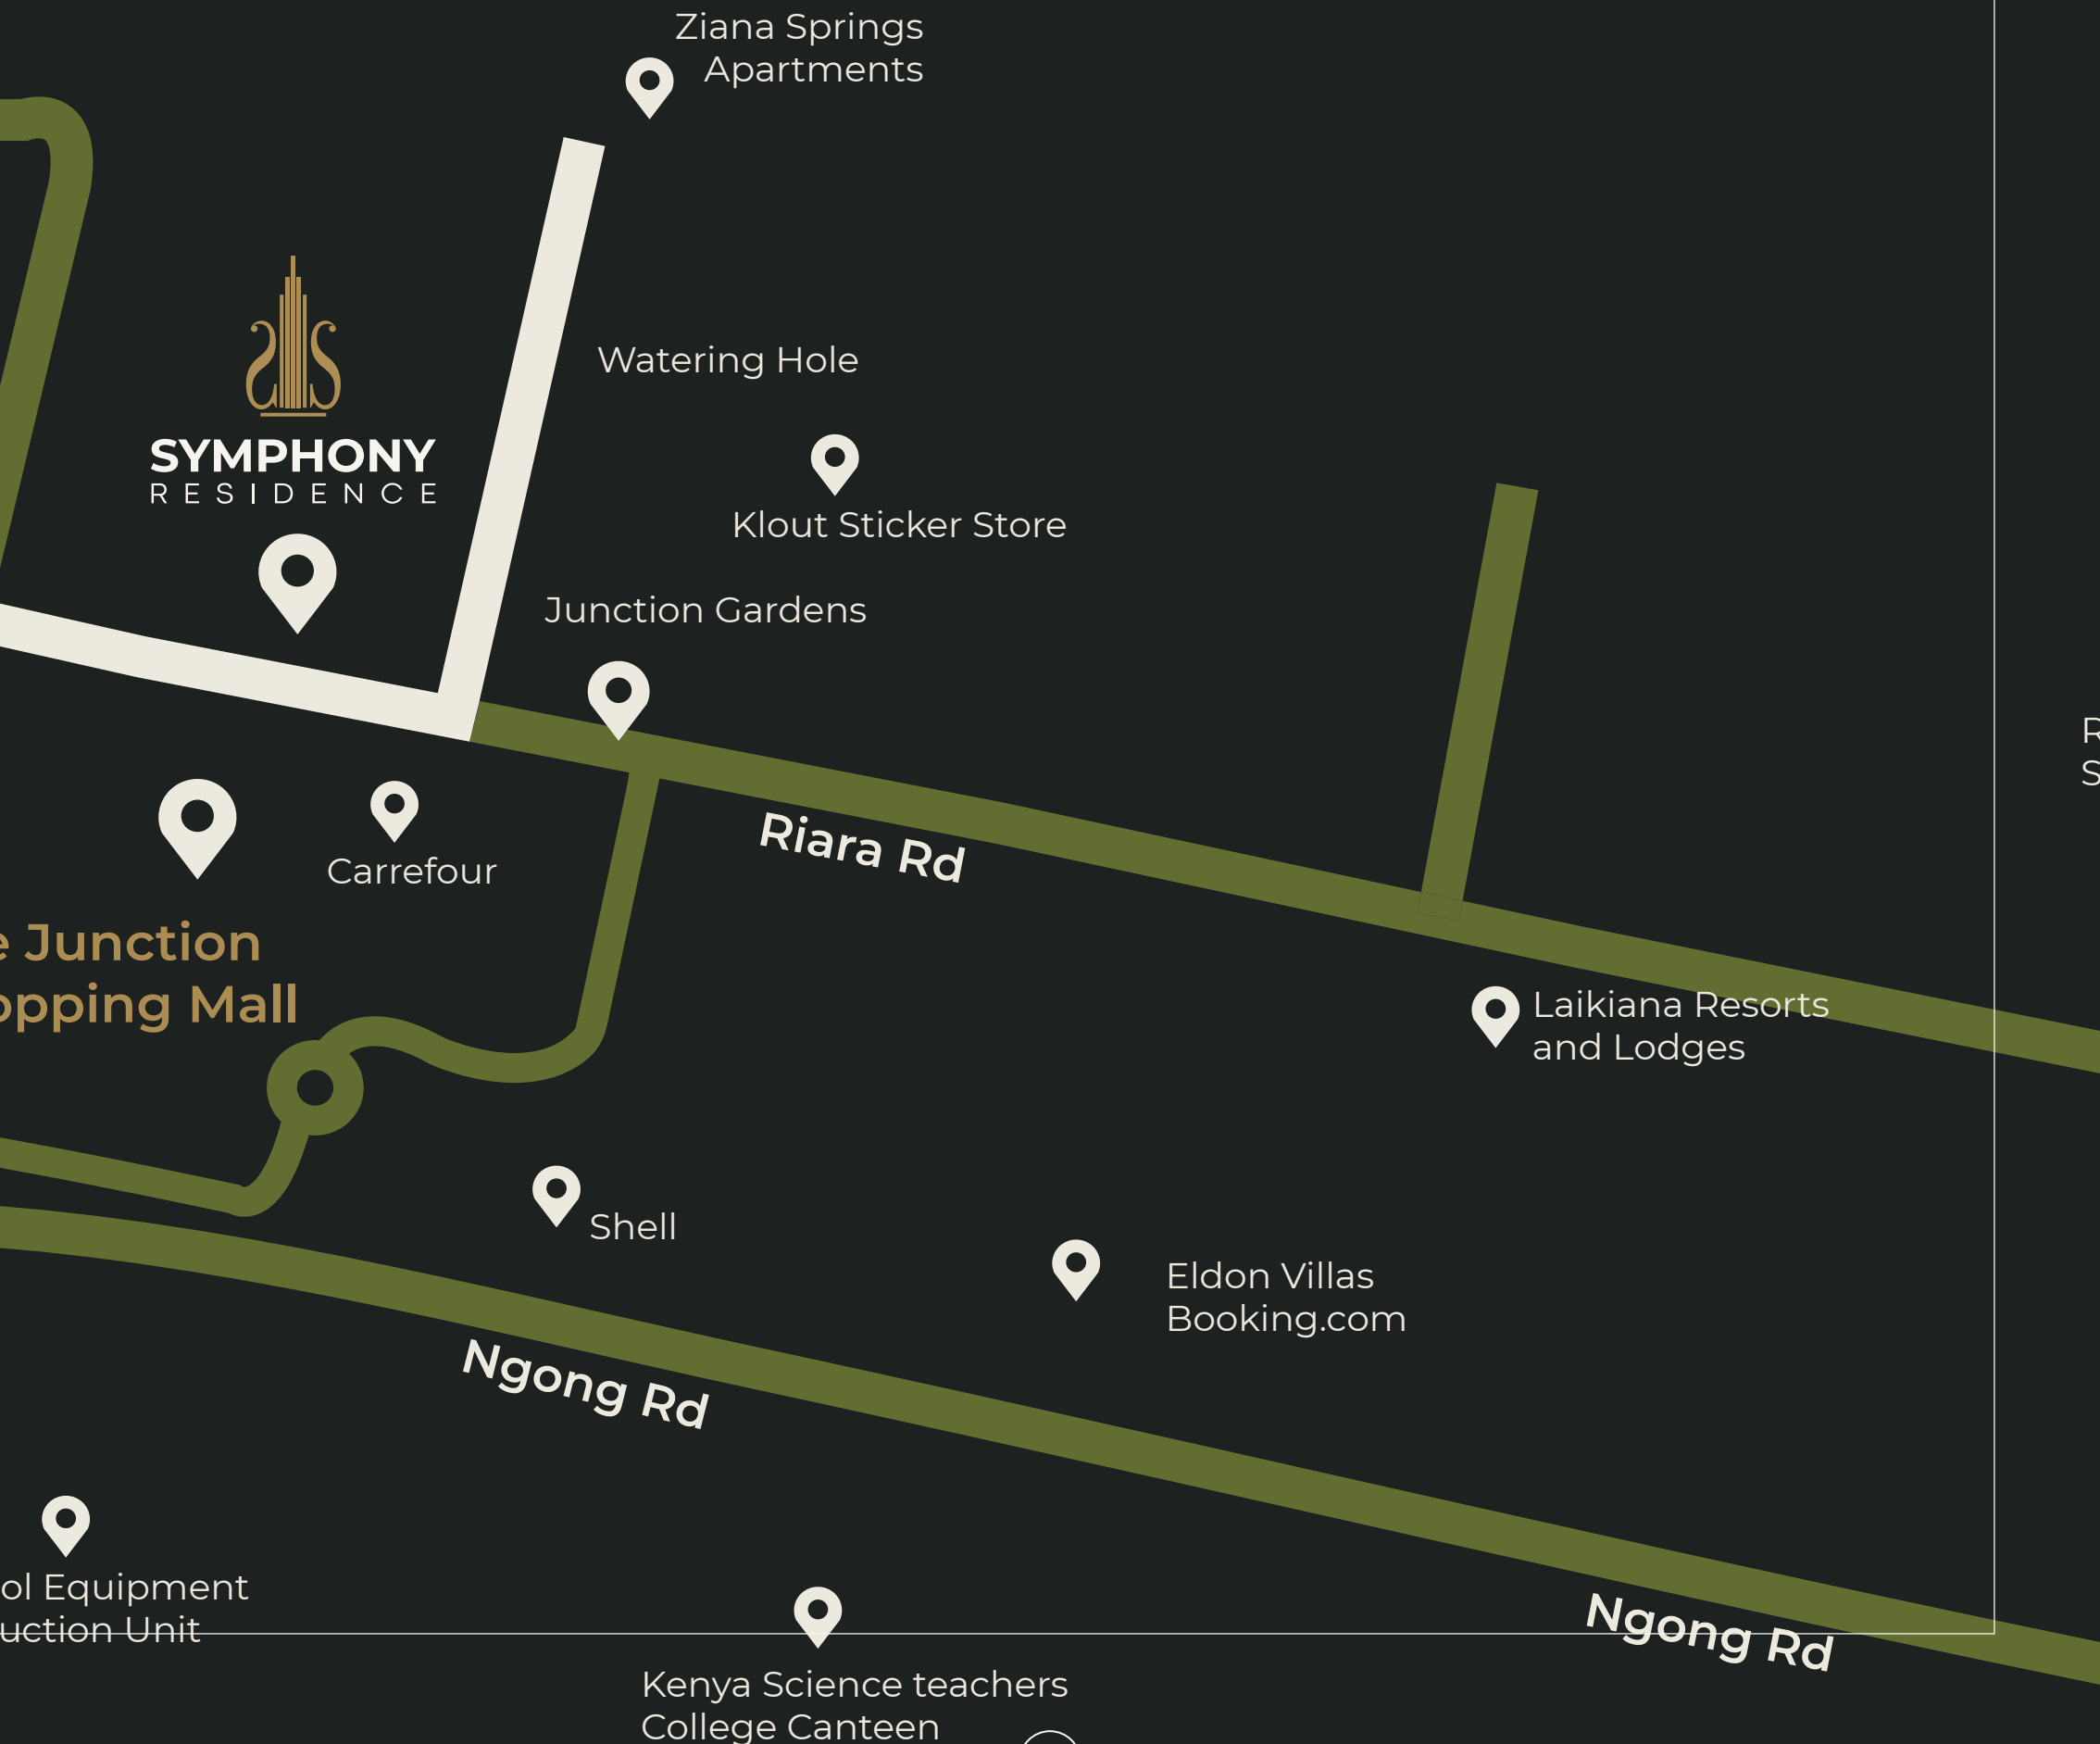 Ziana Springs
Apartments
Watering Hole
SYMPHONY
RESIDENCE
Klout Sticker Store
Junction Gardens
R
S
Riara Rd
Carrefour
e Junction
opping Mall
Laikiana Resorts
and Lodges
Shell
Eldon Villas
Booking.com
Ngong Rd
ol Equipment
uction Unit
Ngong Rd
Kenya Science teachers
College Canteen